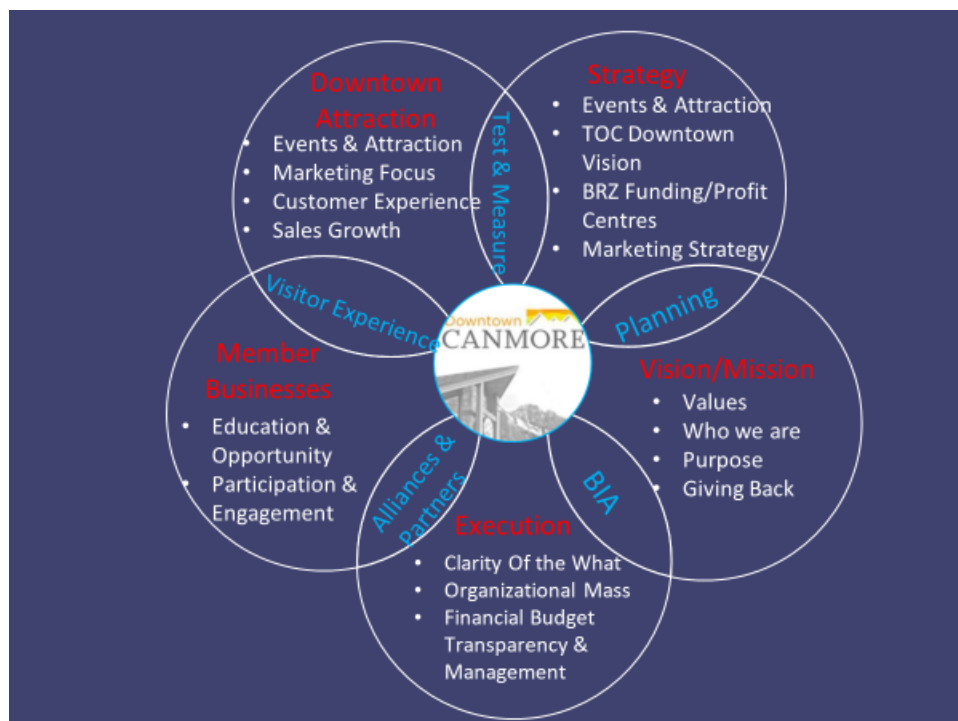 Downtown
Attraction
• Events & Attraction
• Marketing Focus
• Customer Experience
• Sales Growth
Test & Measure
Strategy
• Events & Attraction
• TOC Downtown
Vision
• BRZ Funding/Profit
Centres
• Marketing Strategy
Visitor Experience
Downtown
CANMORE
Planning
Member
Businesses
• Education &
Opportunity
• Participation &
Engagement
Vision/Mission
• Values
• Who we are
• Purpose
• Giving Back
Alliances &
Partners
BIA
Execution
• Clarity Of the What
• Organizational Mass
• Financial Budget
Transparency &
Management